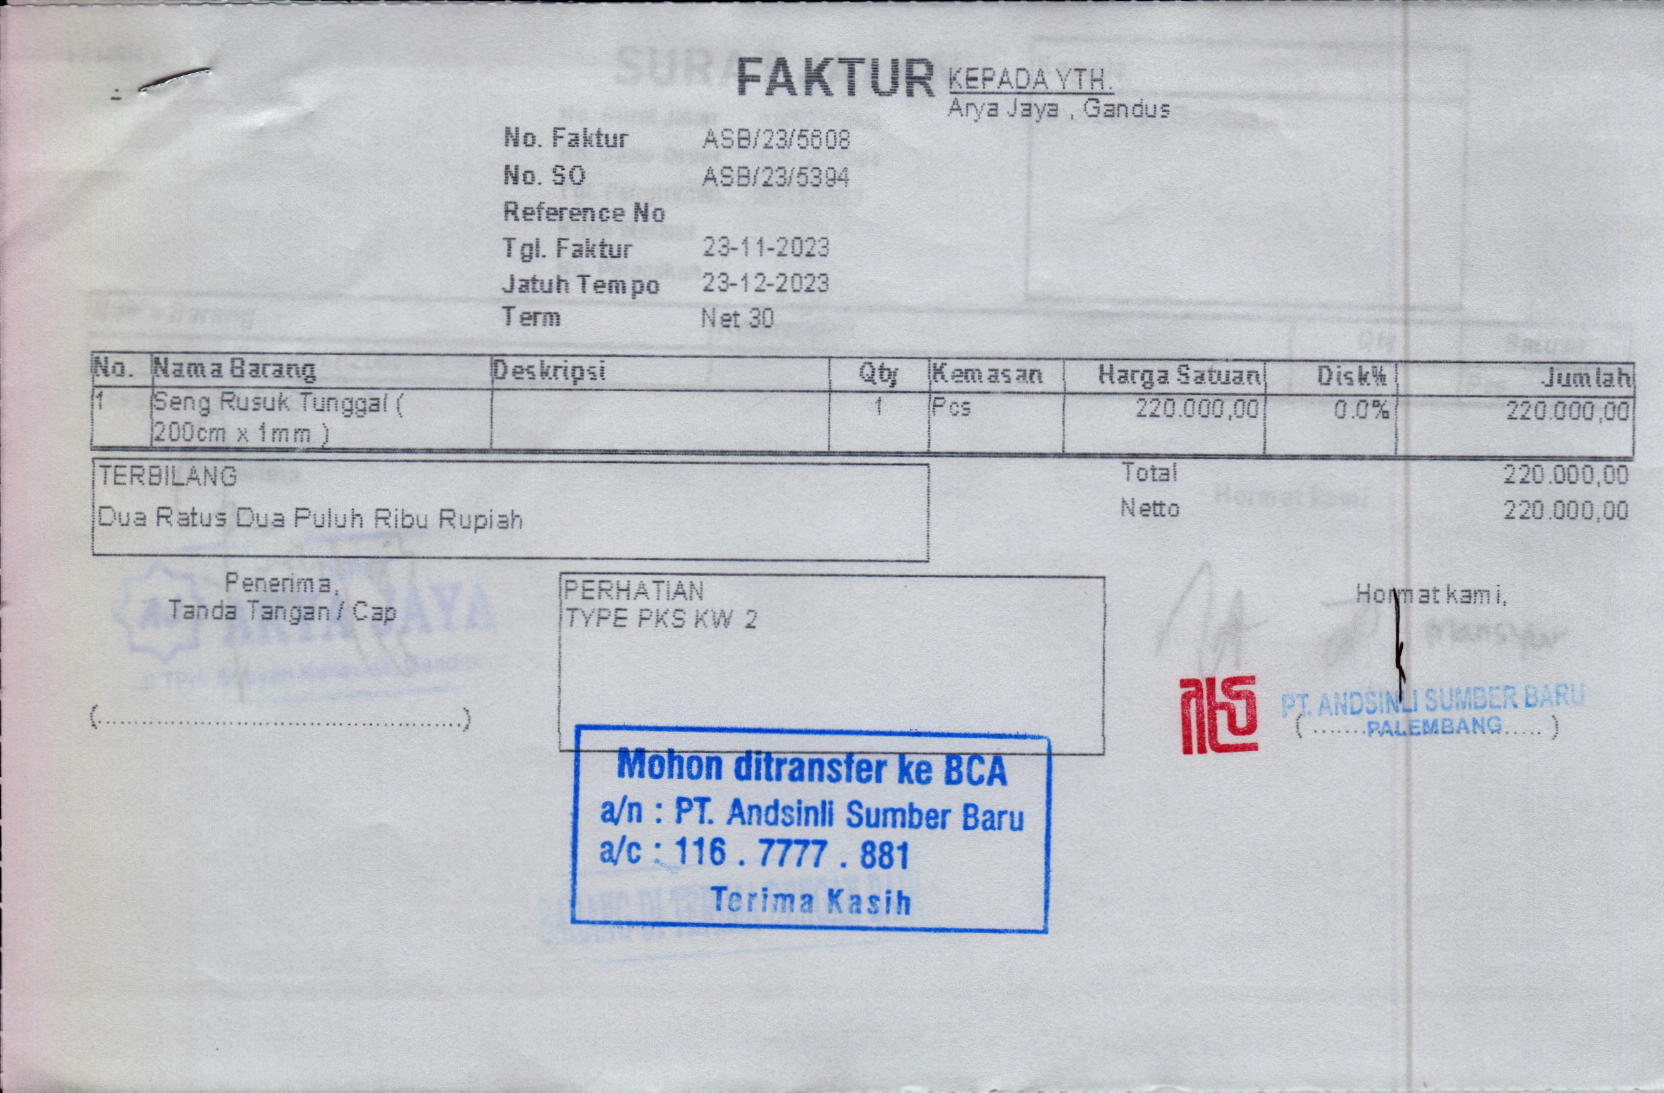 FAKTUR
KEPADA YTH.
Arya Jaya , Gandus
No. Faktur ASB/23/5608
No. SO ASB/23/5394
Reference No
Tgl. Faktur 23-11-2023
Jatuh Tempo 23-12-2023
Term Net 30
No. Nama Barang Deskripsi Qty Kemasan Harga Satuan Disk% Jumlah
1 Seng Rusuk Tunggal ( 1 Pcs 220.000,00 0.0% 220.000,00
200cm x 1mm )
TERBILANG
Dua Ratus Dua Puluh Ribu Rupiah
Total 220.000,00
Netto 220.000,00
Penerima,
Tanda Tangan / Cap
(............................................)
PERHATIAN
TYPE PKS KW 2
Hormat kami,
PT. ANDSINLI SUMBER BARU
( .......PALEMBANG..... )
Mohon ditransfer ke BCA
a/n : PT. Andsinli Sumber Baru
a/c : 116 . 7777 . 881
Terima Kasih